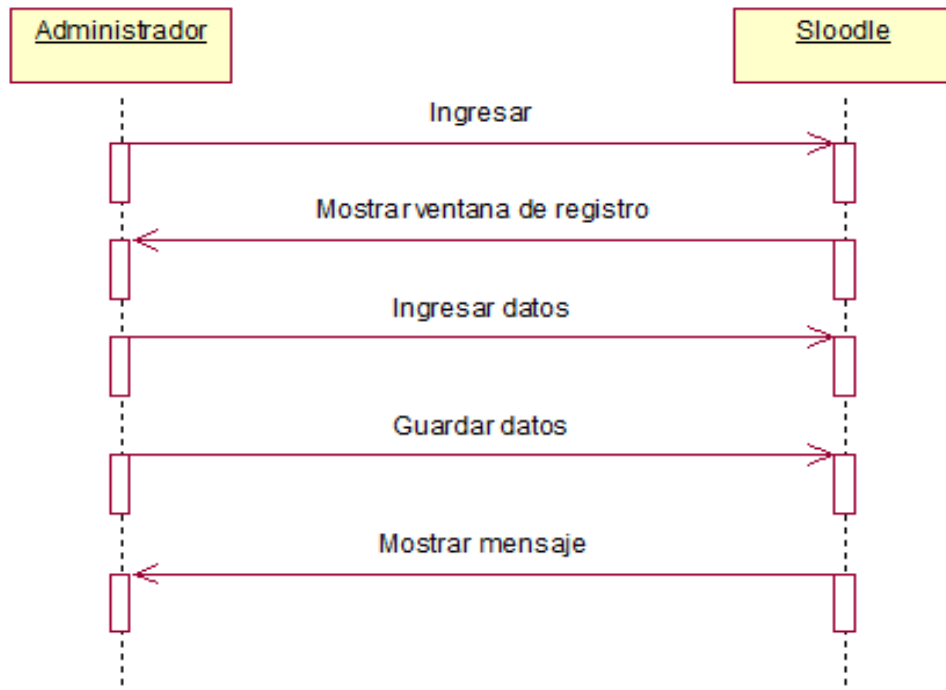 Administrador
Sloodle
Ingresar
Mostrar ventana de registro
Ingresar datos
Guardar datos
Mostrar mensaje